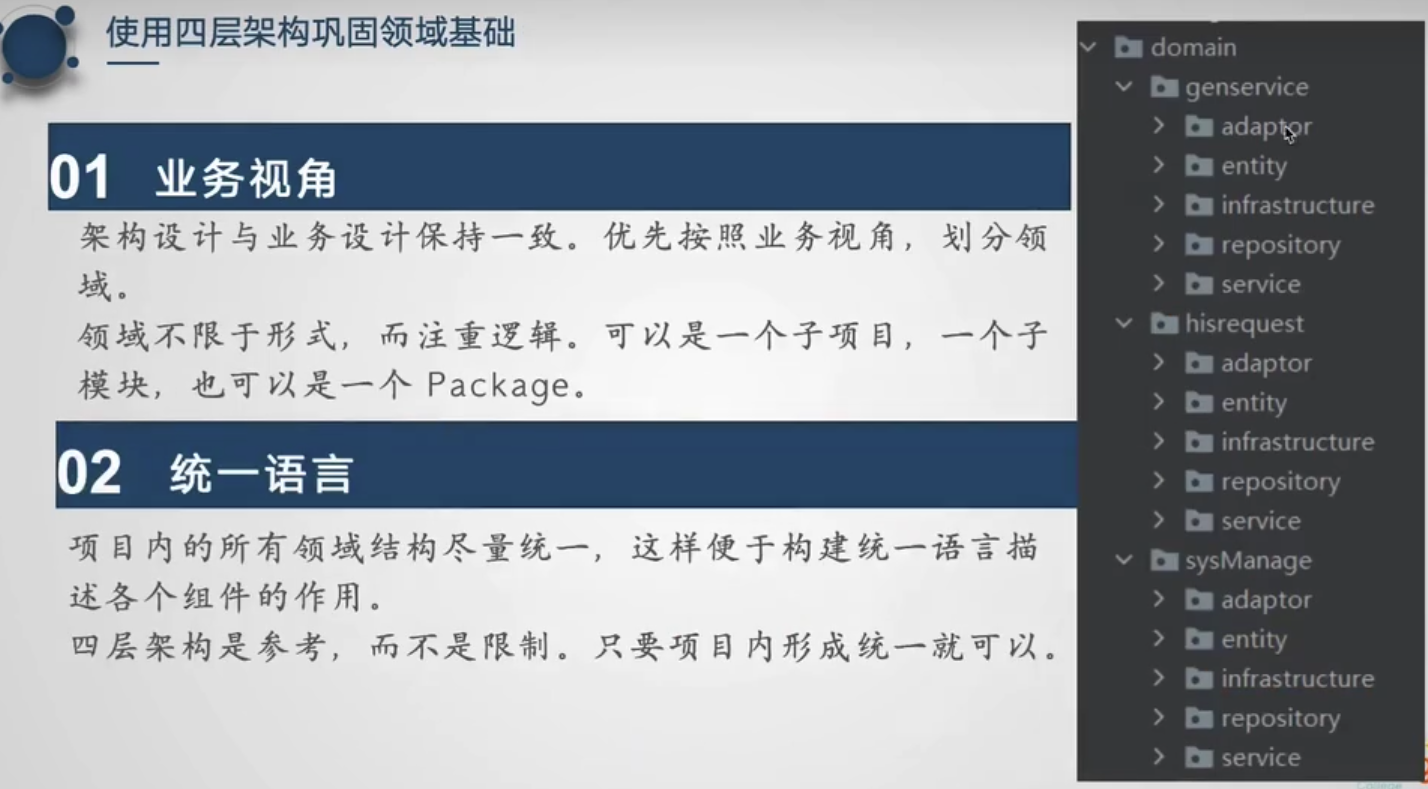 使用四层架构巩固领域基础
01 业务视角
架构设计与业务设计保持一致。优先按照业务视角，划分领
域。
领域不限于形式，而注重逻辑。可以是一个子项目，一个子
模块，也可以是一个 Package。
02 统一语言
项目内的所有领域结构尽量统一，这样便于构建统一语言描
述各个组件的作用。
四层架构是参考，而不是限制。只要项目内形成统一就可以。
domain
genservice
adaptor
entity
infrastructure
repository
service
hisrequest
adaptor
entity
infrastructure
repository
service
sysManage
adaptor
entity
infrastructure
repository
service